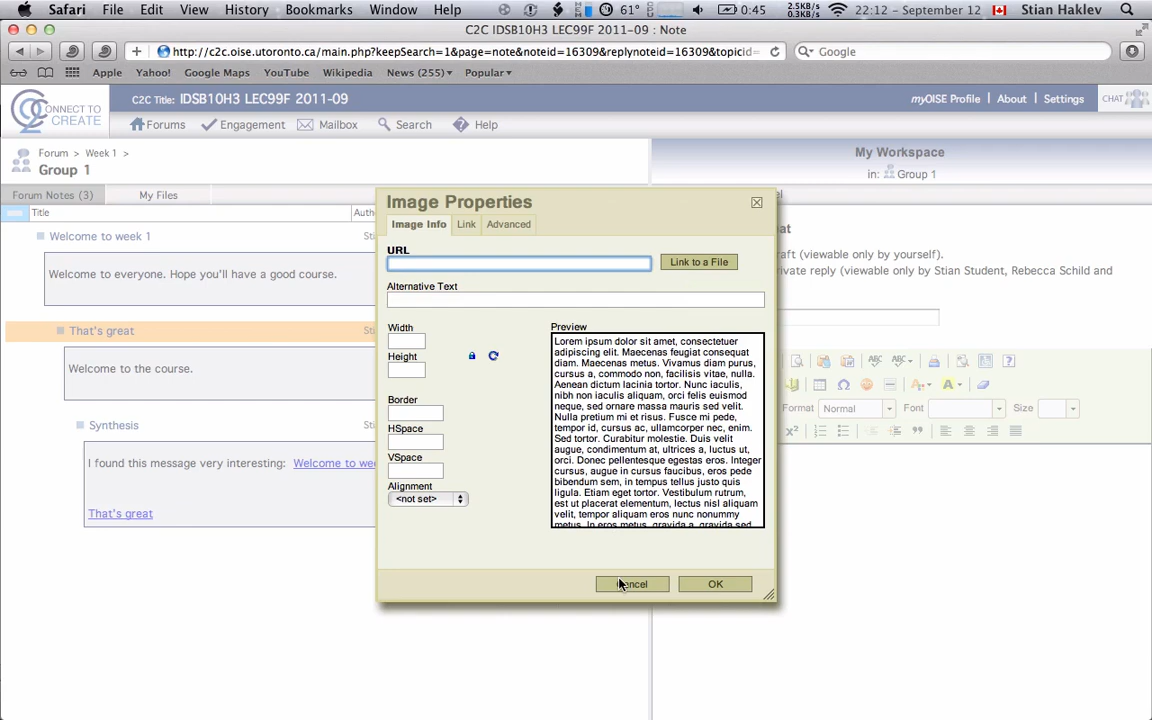 Safari File Edit View History Bookmarks Window Help 61° 0:45 2.5KB/s 0.3KB/s 22:12 - September 12 Stian Haklev
C2C IDSB10H3 LEC99F 2011-09 : Note
http://c2c.oise.utoronto.ca/main.php?keepSearch=1&page=note&noteid=16309&replynoteid=16309&topicid= Google
Apple Yahoo! Google Maps YouTube Wikipedia News (255) Popular
CONNECT TO CREATE
C2C Title: IDSB10H3 LEC99F 2011-09 myOISE Profile | About | Settings CHAT
Forums Engagement Mailbox Search Help
Forum > Week 1 >
Group 1
My Workspace
in: Group 1
Forum Notes (3) My Files
Title
Welcome to week 1
Welcome to everyone. Hope you'll have a good course.
That's great
Welcome to the course.
Synthesis
I found this message very interesting: Welcome to
That's great
Image Properties
Image Info Link Advanced
URL
Link to a File
Alternative Text
Width
Height
Border
HSpace
VSpace
Alignment
<not set>
Preview
Lorem ipsum dolor sit amet, consectetuer
adipiscing elit. Maecenas feugiat consequat
diam. Maecenas metus. Vivamus diam purus,
cursus a, commodo non, facilisis vitae, nulla.
Aenean dictum lacinia tortor. Nunc iaculis,
nibh non iaculis aliquam, orci felis euismod
neque, sed ornare massa mauris sed velit.
Nulla pretium mi et risus. Fusce mi pede,
tempor id, cursus ac, ullamcorper nec, enim.
Sed tortor. Curabitur molestie. Duis velit
augue, condimentum at, ultrices a, luctus ut,
orci. Donec pellentesque egestas eros. Integer
cursus, augue in cursus faucibus, eros pede
bibendum sem, in tempus tellus justo quis
ligula. Etiam eget tortor. Vestibulum rutrum,
est ut placerat elementum, lectus nisl aliquam
velit, tempor aliquam eros nunc nonummy
metus. In eros metus, gravida a, gravida sed
Cancel OK
(viewable only by yourself).
reply (viewable only by Stian Student, Rebecca Schild and
Format Normal Font Size